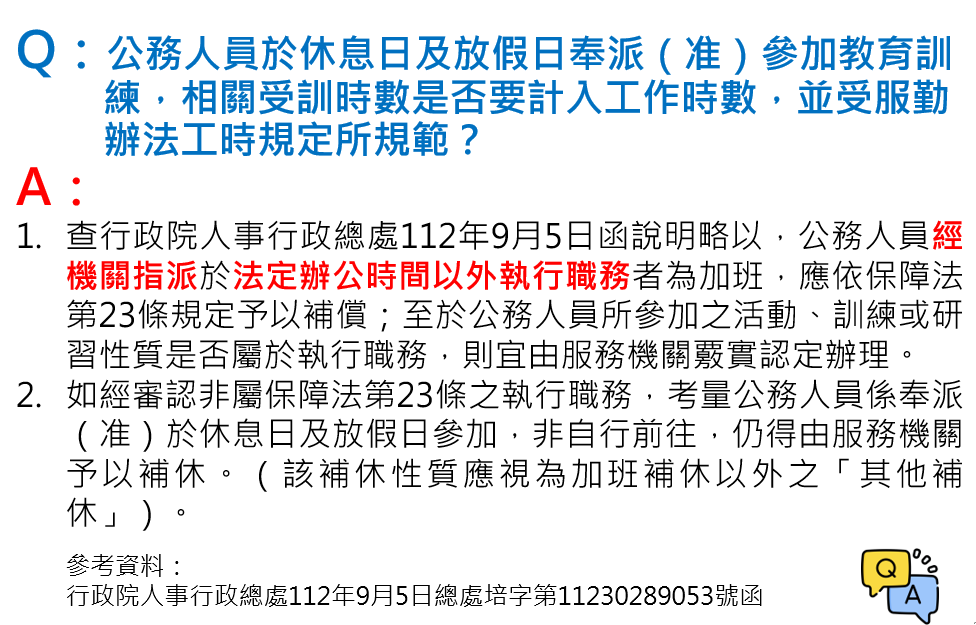 Q：公務人員於休息日及放假日奉派（准）參加教育訓
練，相關受訓時數是否要計入工作時數，並受服勤
辦法工時規定所規範？
A：
1. 查行政院人事行政總處112年9月5日函說明略以，公務人員經
機關指派於法定辦公時間以外執行職務者為加班，應依保障法
第23條規定予以補償；至於公務人員所參加之活動、訓練或研
習性質是否屬於執行職務，則宜由服務機關覈實認定辦理。
2. 如經審認非屬保障法第23條之執行職務，考量公務人員係奉派
（准）於休息日及放假日參加，非自行前往，仍得由服務機關
予以補休。（該補休性質應視為加班補休以外之「其他補
休」）。
參考資料：
行政院人事行政總處112年9月5日總處培字第11230289053號函
Q
A